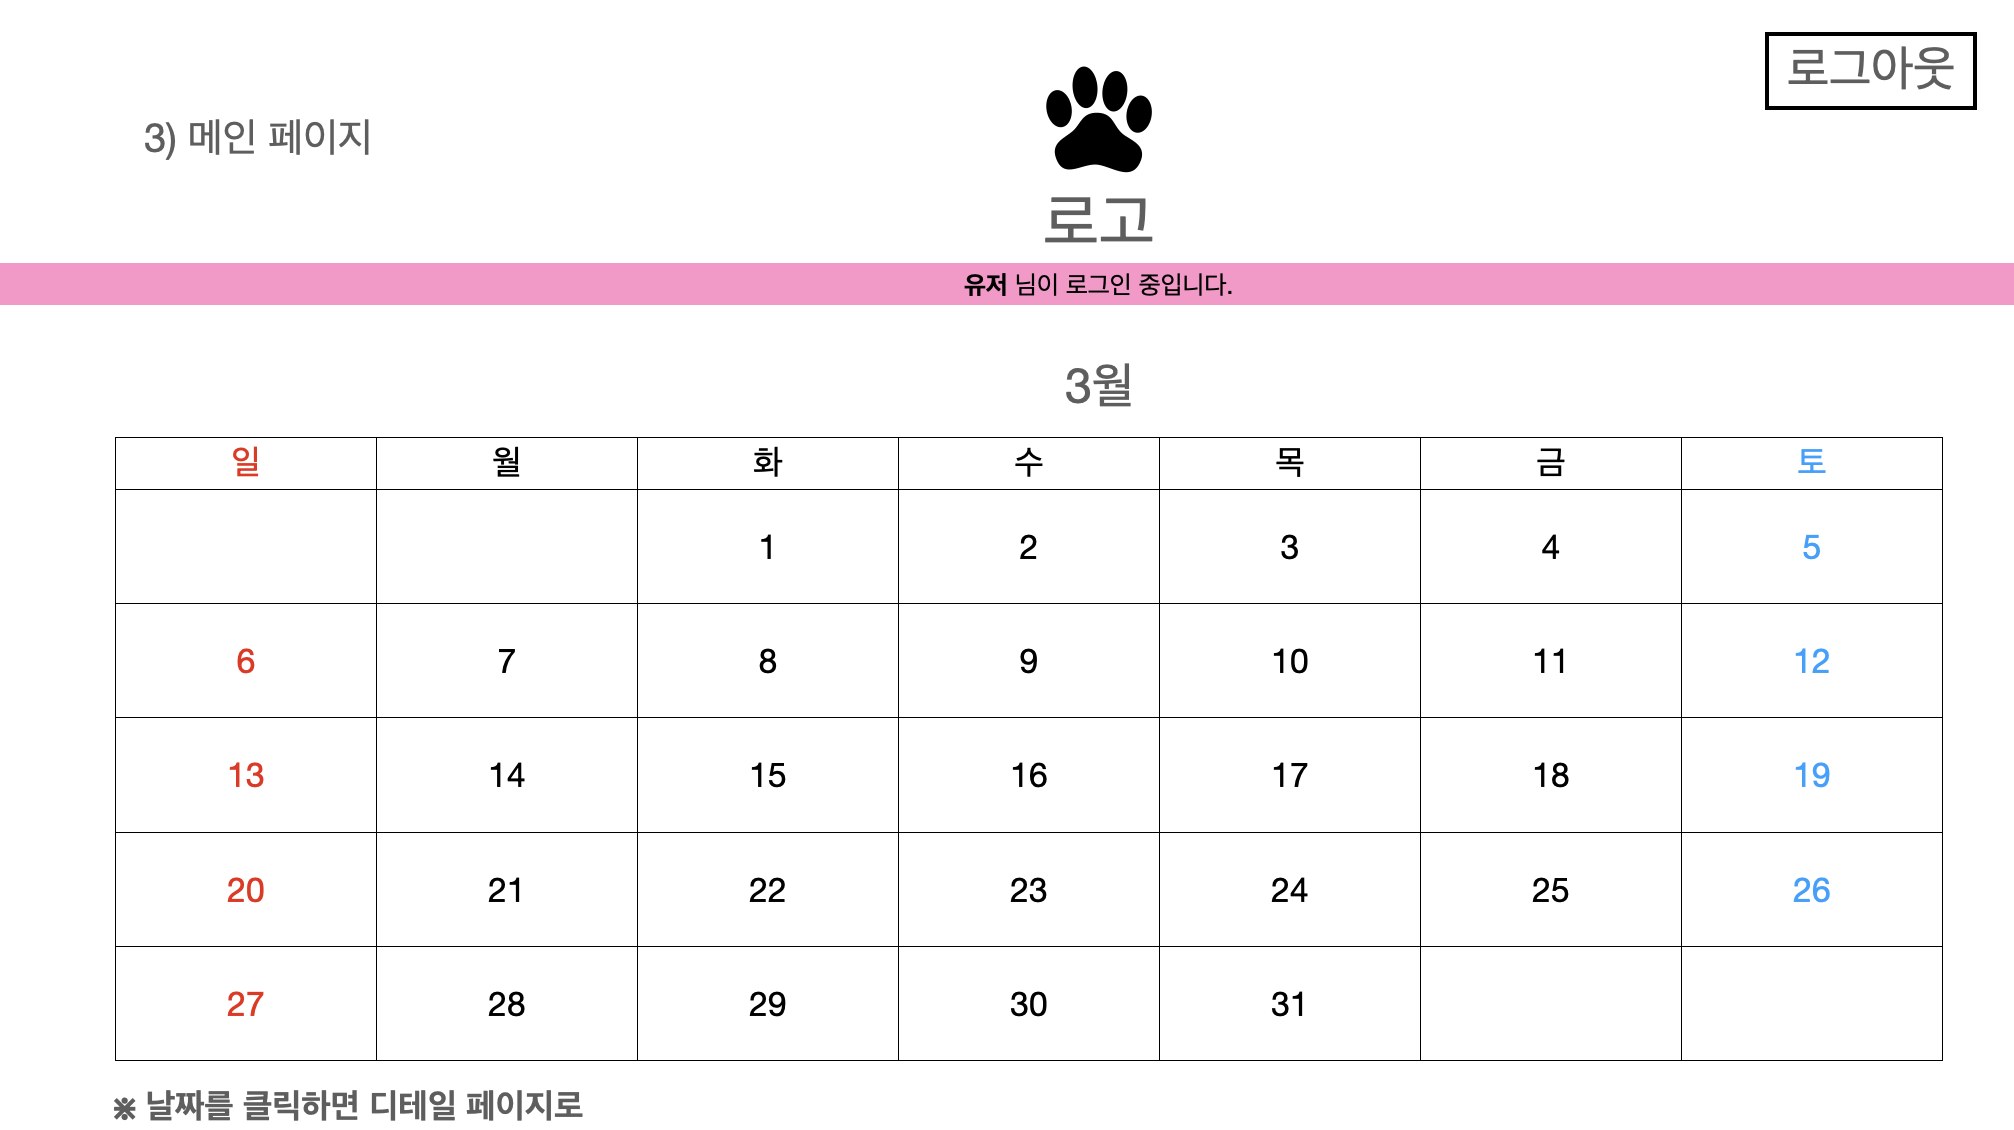 로그아웃
3) 메인 페이지
로고
유저 님이 로그인 중입니다.
3월
일 월 화 수 목 금 토
1 2 3 4 5
6 7 8 9 10 11 12
13 14 15 16 17 18 19
20 21 22 23 24 25 26
27 28 29 30 31
※ 날짜를 클릭하면 디테일 페이지로